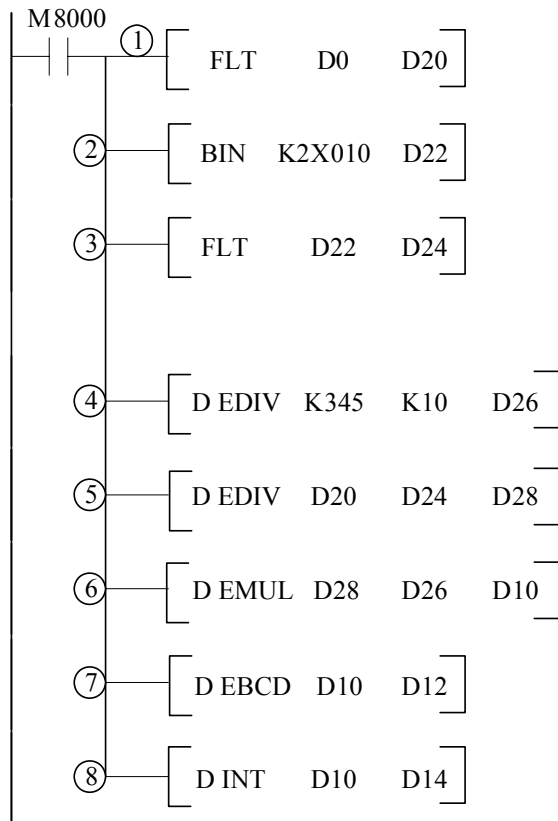 M8000
① FLT D0 D20
② BIN K2X010 D22
③ FLT D22 D24
④ D EDIV K345 K10 D26
⑤ D EDIV D20 D24 D28
⑥ D EMUL D28 D26 D10
⑦ D EBCD D10 D12
⑧ D INT D10 D14